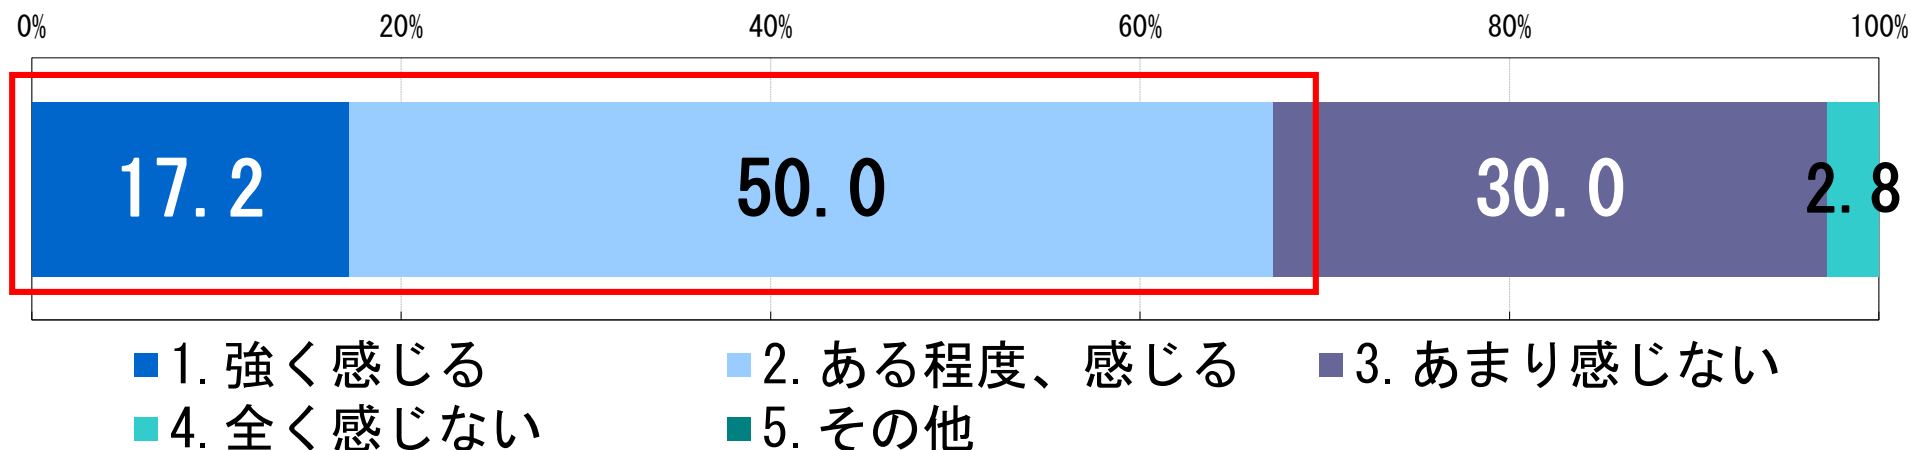 0% 20% 40% 60% 80% 100%
17.2 50.0 30.0 2.8
1. 強く感じる 2. ある程度、感じる 3. あまり感じない
4. 全く感じない 5. その他